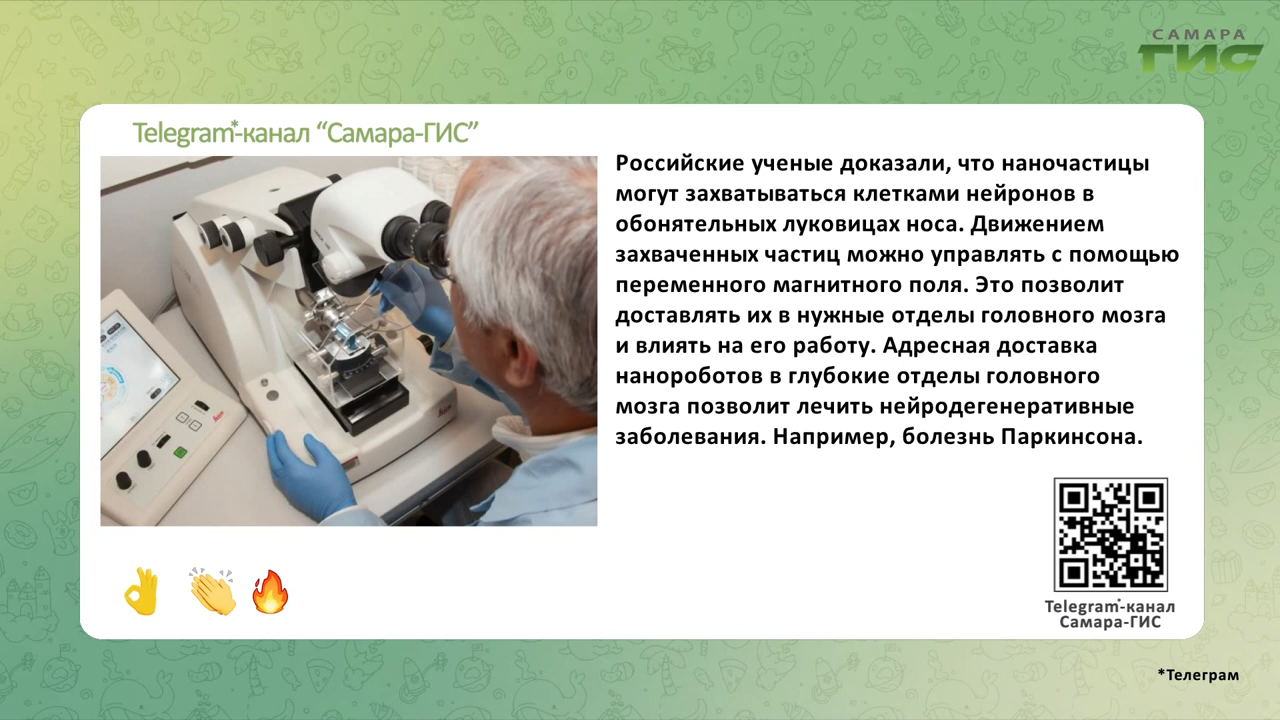 САМАРА
ГИС
Telegram*-канал “Самара-ГИС”
Российские ученые доказали, что наночастицы
могут захватываться клетками нейронов в
обонятельных луковицах носа. Движением
захваченных частиц можно управлять с помощью
переменного магнитного поля. Это позволит
доставлять их в нужные отделы головного мозга
и влиять на его работу. Адресная доставка
нанороботов в глубокие отделы головного
мозга позволит лечить нейродегенеративные
заболевания. Например, болезнь Паркинсона.
Telegram*-канал
Самара-ГИС
*Телеграм